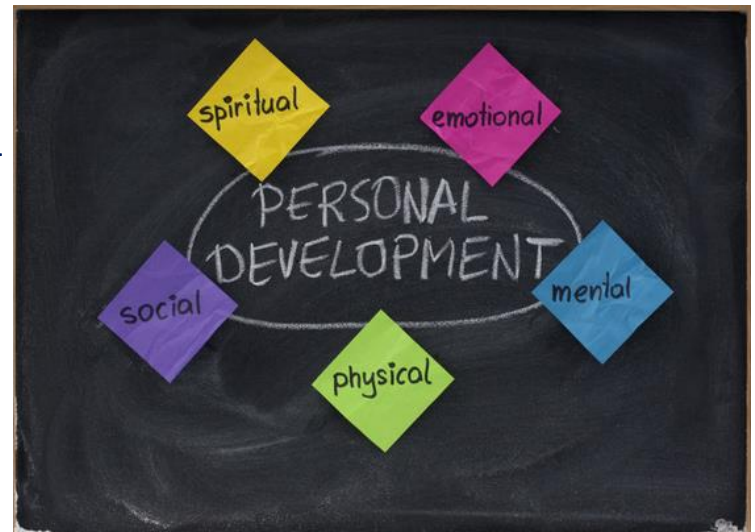 spiritual
emotional
PERSONAL
DEVELOPMENT
social
mental
physical